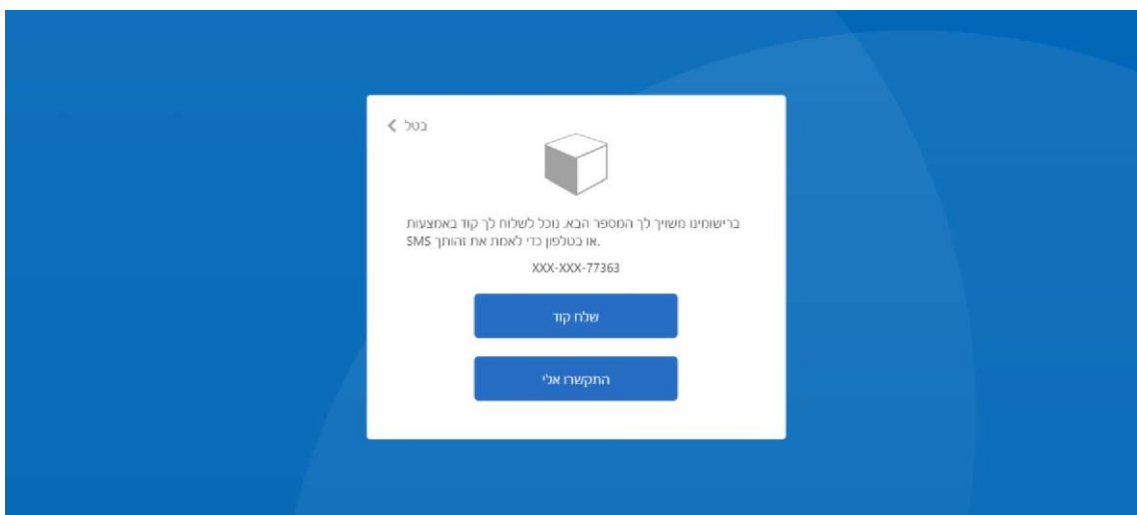 בטל
ברישומינו משויך לך המספר הבא. נוכל לשלוח לך קוד באמצעות
SMS או בטלפון כדי לאמת את זהותך.
XXX-XXX-77363
שלח קוד
התקשרו אלי